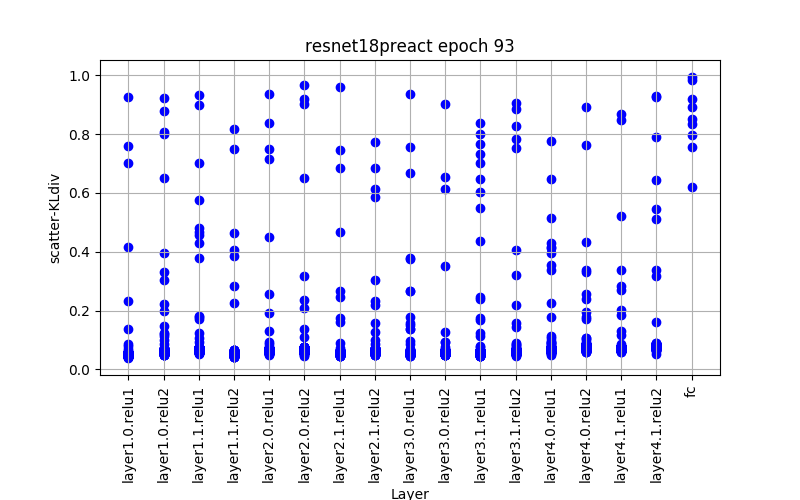 resnet18preact epoch 93
scatter-KLdiv
1.0
0.8
0.6
0.4
0.2
0.0
layer1.0.relu1
layer1.0.relu2
layer1.1.relu1
layer1.1.relu2
layer2.0.relu1
layer2.0.relu2
layer2.1.relu1
layer2.1.relu2
layer3.0.relu1
layer3.0.relu2
layer3.1.relu1
layer3.1.relu2
layer4.0.relu1
layer4.0.relu2
layer4.1.relu1
layer4.1.relu2
fc
Layer